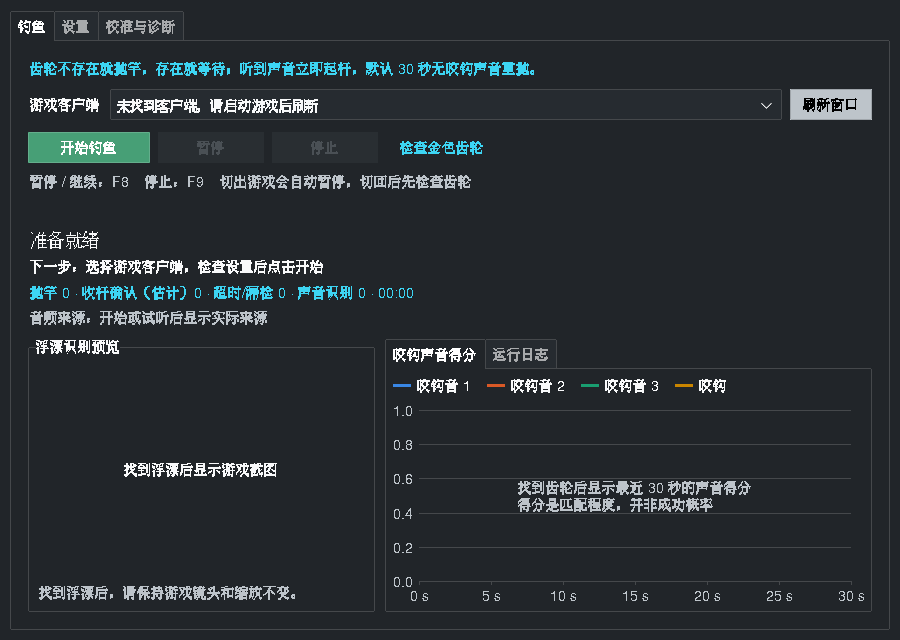 钓鱼 设置 校准与诊断
齿轮不存在就抛竿，存在就等待；听到声音立即起杆，默认 30 秒无咬钩声音重抛。
游戏客户端 未找到客户端，请启动游戏后刷新 刷新窗口
开始钓鱼 暂停 停止 检查金色齿轮
暂停 / 继续：F8 停止：F9 切出游戏会自动暂停，切回后先检查齿轮
准备就绪
下一步：选择游戏客户端，检查设置后点击开始
抛竿 0 · 收杆确认（估计）0 · 超时/漏检 0 · 声音识别 0 · 00:00
音频来源：开始或试听后显示实际来源
浮漂识别预览
找到浮漂后显示游戏截图
找到浮漂后，请保持游戏镜头和缩放不变。
咬钩声音得分 运行日志
咬钩音 1 咬钩音 2 咬钩音 3 咬钩
1.0
0.8
0.6
找到齿轮后显示最近 30 秒的声音得分
得分是匹配程度，并非成功概率
0.4
0.2
0.0
0 s 5 s 10 s 15 s 20 s 25 s 30 s